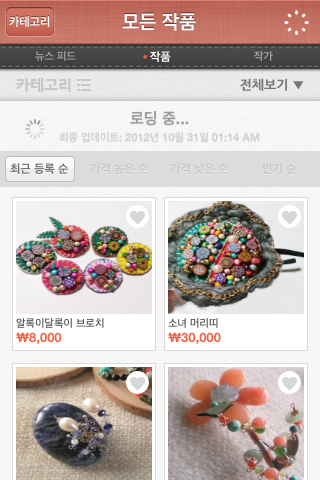 카테고리
모든 작품
뉴스 피드
작품
작가
카테고리
전체보기 ▼
로딩 중...
최종 업데이트: 2012년 10월 31일 01:14 AM
최근 등록 순
가격 높은 순
가격 낮은 순
인기 순
알록이달록이 브로치
소녀 머리띠
₩8,000
₩30,000